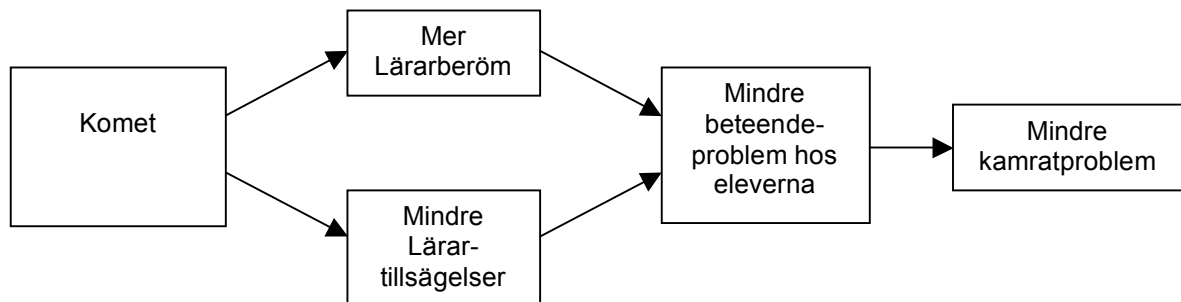 Komet
Mer
Lärarberöm
Mindre
Lärar-
tillsägelser
Mindre
beteende-
problem hos
eleverna
Mindre
kamratproblem